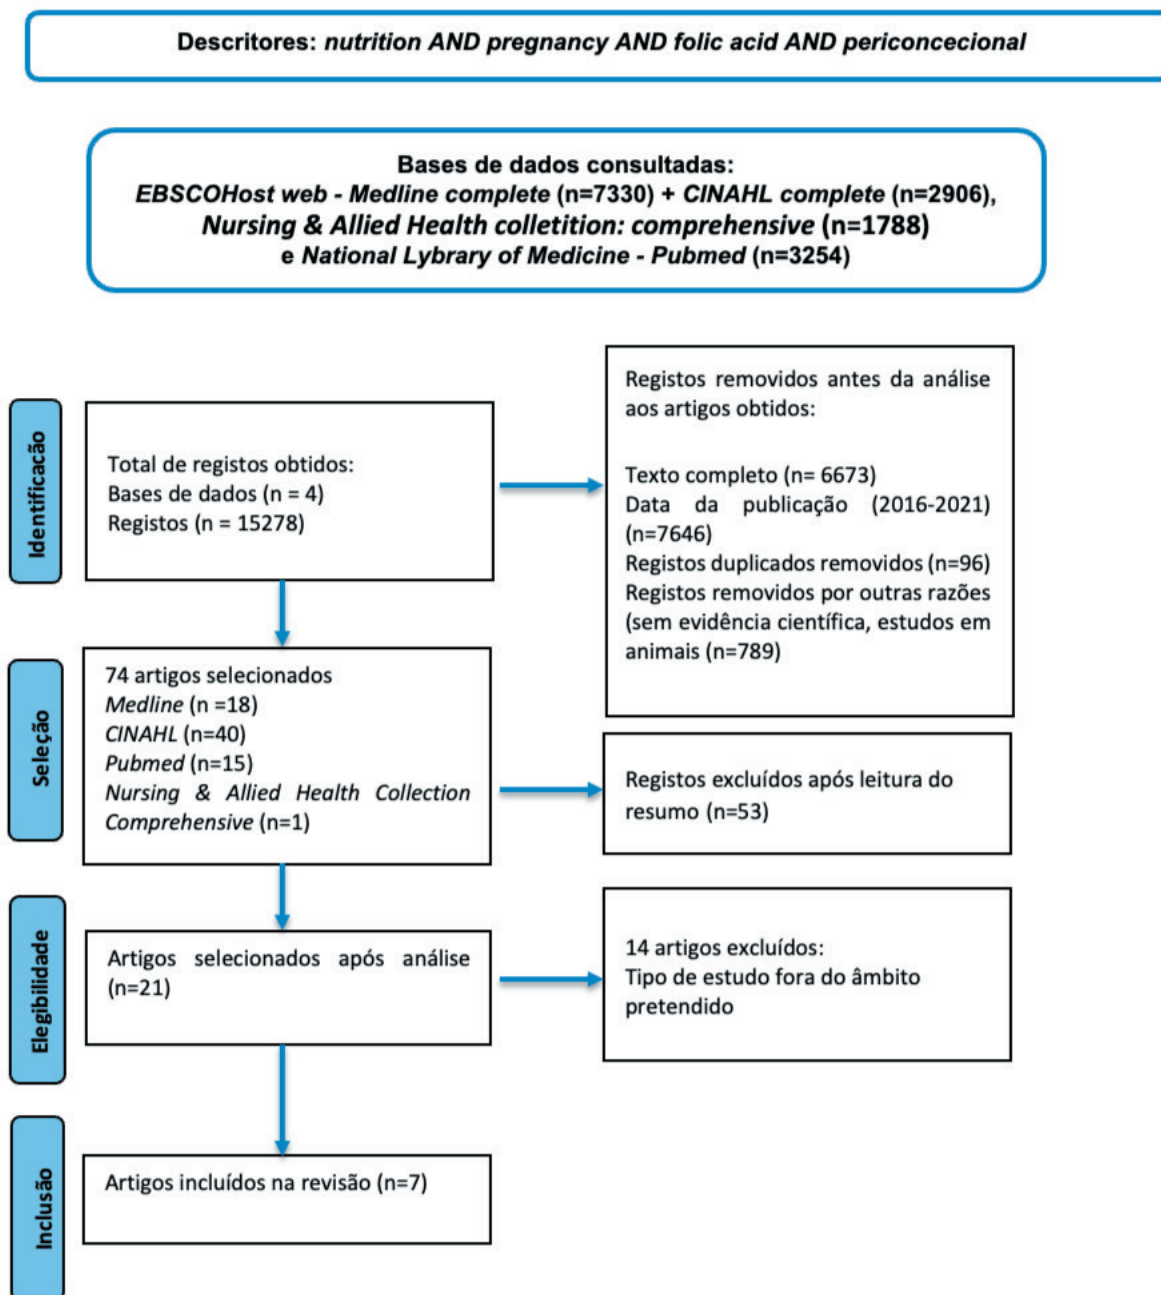 Descritores: nutrition AND pregnancy AND folic acid AND periconcecional
Bases de dados consultadas:
EBSCOHost web - Medline complete (n=7330) + CINAHL complete (n=2906),
Nursing & Allied Health colletition: comprehensive (n=1788)
e National Lybrary of Medicine - Pubmed (n=3254)
Identificação
Total de registos obtidos:
Bases de dados (n = 4)
Registos (n = 15278)
Registos removidos antes da análise
aos artigos obtidos:
Texto completo (n= 6673)
Data da publicação (2016-2021)
(n=7646)
Registos duplicados removidos (n=96)
Registos removidos por outras razões
(sem evidência científica, estudos em
animais (n=789)
Seleção
74 artigos selecionados
Medline (n =18)
CINAHL (n=40)
Pubmed (n=15)
Nursing & Allied Health Collection
Comprehensive (n=1)
Registos excluídos após leitura do
resumo (n=53)
Elegibilidade
Artigos selecionados após análise
(n=21)
14 artigos excluídos:
Tipo de estudo fora do âmbito
pretendido
Inclusão
Artigos incluídos na revisão (n=7)